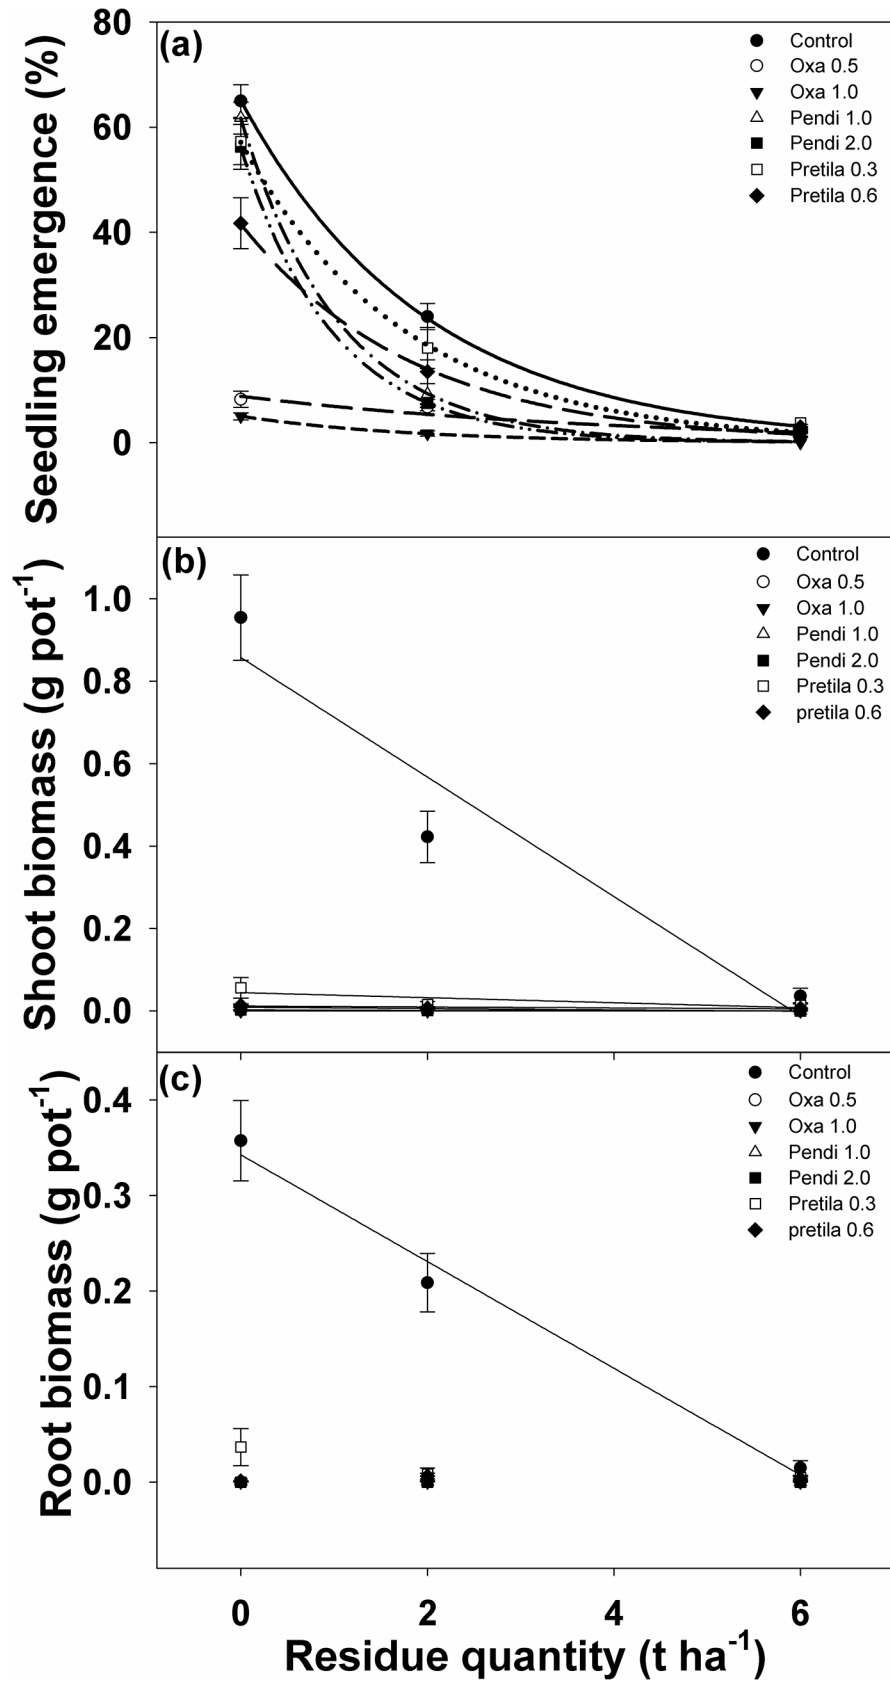 (a)
80
60
40
20
0
Seedling emergence (%)
Control
Oxa 0.5
Oxa 1.0
Pendi 1.0
Pendi 2.0
Pretila 0.3
Pretila 0.6
(b)
1.0
0.8
0.6
0.4
0.2
0.0
Shoot biomass (g pot⁻¹)
Control
Oxa 0.5
Oxa 1.0
Pendi 1.0
Pendi 2.0
Pretila 0.3
pretila 0.6
(c)
0.4
0.3
0.2
0.1
0.0
Root biomass (g pot⁻¹)
Control
Oxa 0.5
Oxa 1.0
Pendi 1.0
Pendi 2.0
Pretila 0.3
pretila 0.6
0 2 4 6
Residue quantity (t ha⁻¹)